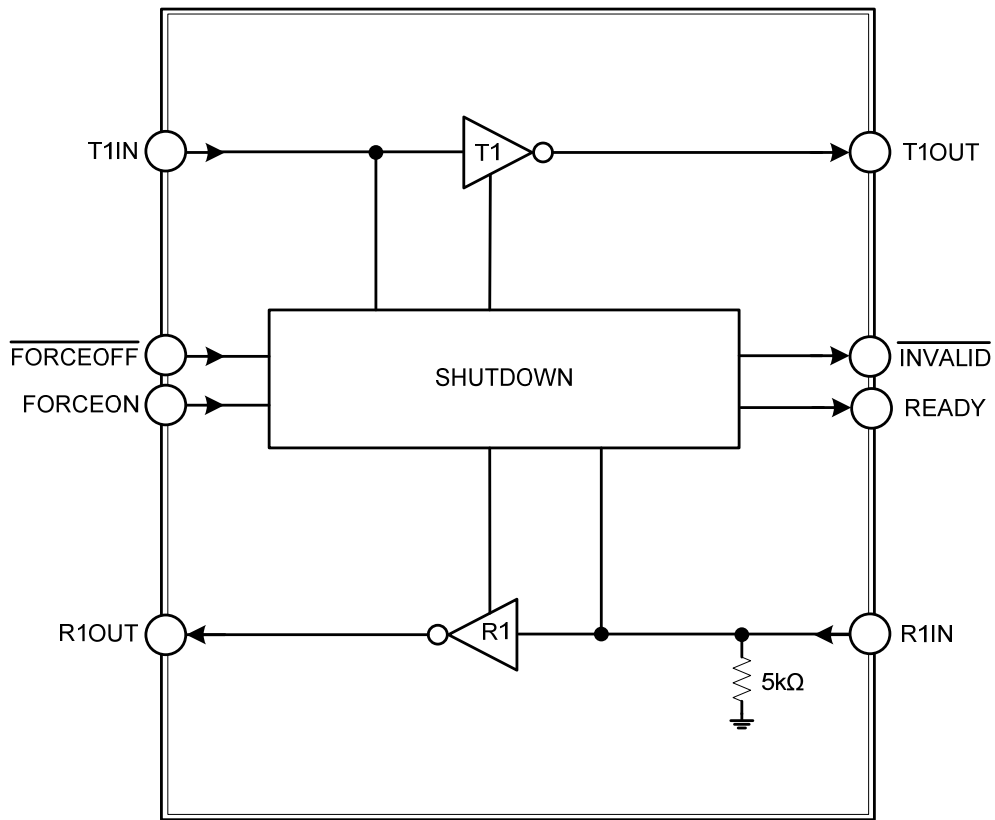 T1IN
T1
T1OUT
FORCEOFF
FORCEON
SHUTDOWN
INVALID
READY
R1OUT
R1
R1IN
5kΩ